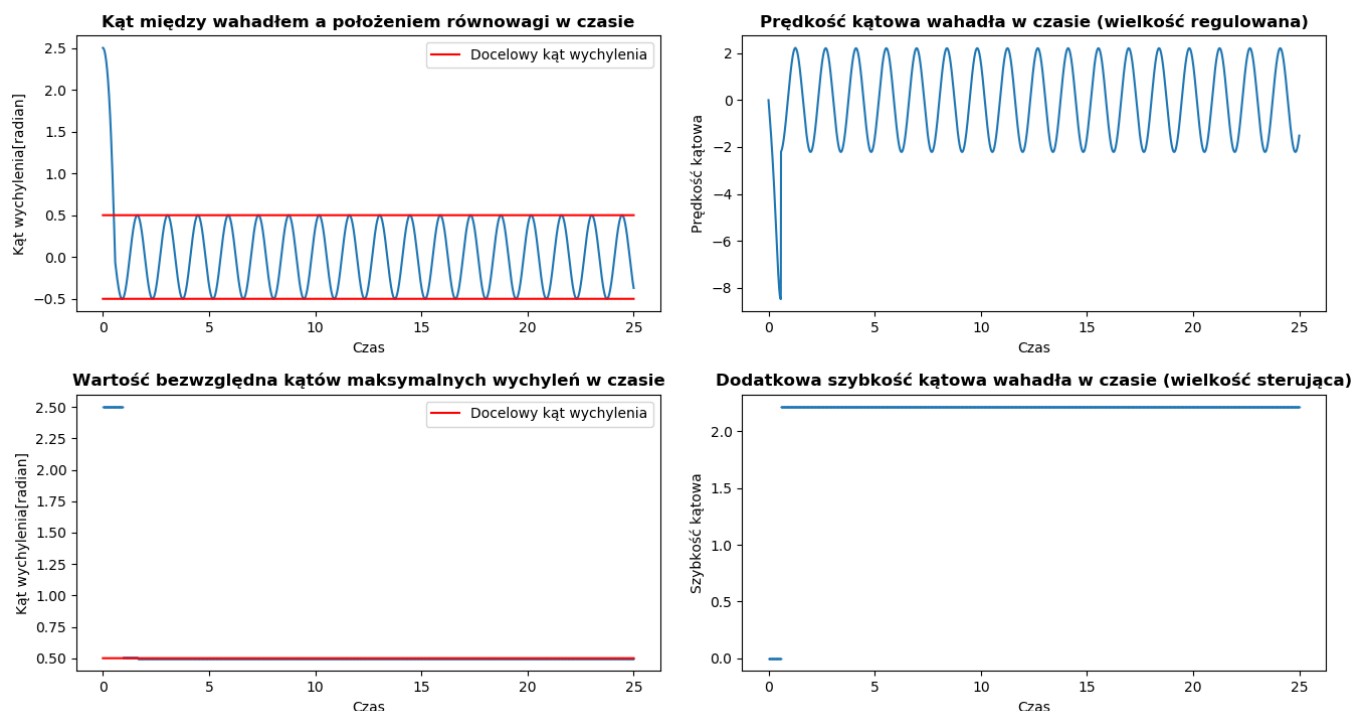 Kąt między wahadłem a położeniem równowagi w czasie
Kąt wychylenia[radian]
2.5
2.0
1.5
1.0
0.5
0.0
−0.5
Docelowy kąt wychylenia
0 5 10 15 20 25
Czas
Prędkość kątowa wahadła w czasie (wielkość regulowana)
Prędkość kątowa
2
0
−2
−4
−6
−8
0 5 10 15 20 25
Czas
Wartość bezwzględna kątów maksymalnych wychyleń w czasie
Kąt wychylenia[radian]
2.50
2.25
2.00
1.75
1.50
1.25
1.00
0.75
0.50
Docelowy kąt wychylenia
0 5 10 15 20 25
Czas
Dodatkowa szybkość kątowa wahadła w czasie (wielkość sterująca)
Szybkość kątowa
2.0
1.5
1.0
0.5
0.0
0 5 10 15 20 25
Czas